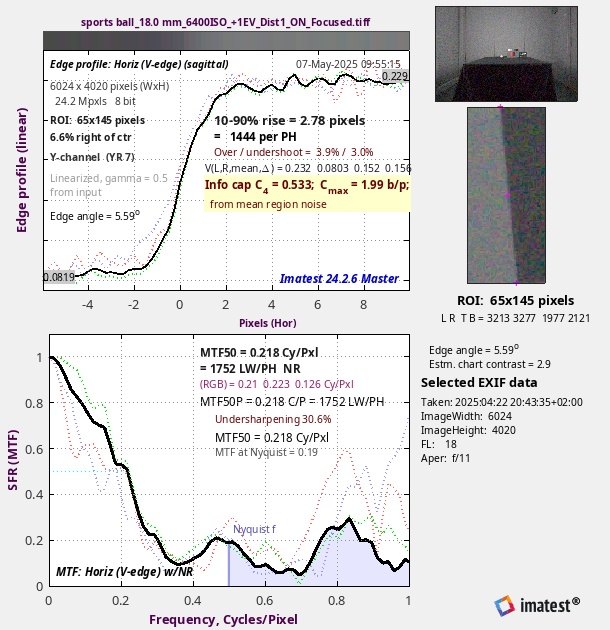 sports ball_18.0 mm_6400ISO_+1EV_Dist1_ON_Focused.tiff
Edge profile: Horiz (V-edge) (sagittal)
07-May-2025 09:55:15
0.229
6024 x 4020 pixels (WxH)
24.2 Mpxls 8 bit
ROI: 65x145 pixels
6.6% right of ctr
Y-channel (YR7)
Linearized, gamma = 0.5
from input
Edge angle = 5.59o
10-90% rise = 2.78 pixels
= 1444 per PH
Over / undershoot = 3.9% / 3.0%
V(L,R,mean,Δ) = 0.232 0.0803 0.152 0.156
Info cap C4 = 0.533; Cmax = 1.99 b/p;
from mean region noise
0.0819
Imatest 24.2.6 Master
Edge profile (linear)
-4 -2 0 2 4 6 8
Pixels (Hor)
ROI: 65x145 pixels
L R T B = 3213 3277 1977 2121
Edge angle = 5.59o
Estm. chart contrast = 2.9
Selected EXIF data
Taken: 2025:04:22 20:43:35+02:00
ImageWidth: 6024
ImageHeight: 4020
FL: 18
Aper: f/11
MTF50 = 0.218 Cy/Pxl
= 1752 LW/PH NR
(RGB) = 0.21 0.223 0.126 Cy/Pxl
MTF50P = 0.218 C/P = 1752 LW/PH
Undersharpening 30.6%
MTF50 = 0.218 Cy/Pxl
MTF at Nyquist = 0.19
Nyquist f
MTF: Horiz (V-edge) w/NR
SFR (MTF)
1
0.8
0.6
0.4
0.2
0
0 0.2 0.4 0.6 0.8 1
Frequency, Cycles/Pixel
imatest®